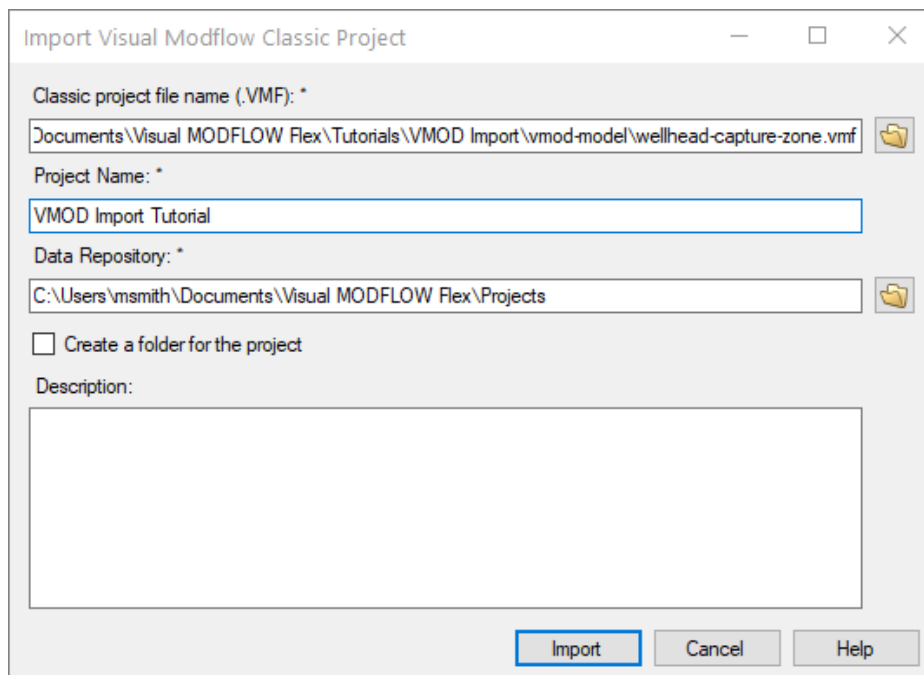 Import Visual Modflow Classic Project
Classic project file name (.VMF): *
Documents\Visual MODFLOW Flex\Tutorials\VMOD Import\vmod-model\wellhead-capture-zone.vmf
Project Name: *
VMOD Import Tutorial
Data Repository: *
C:\Users\msmith\Documents\Visual MODFLOW Flex\Projects
Create a folder for the project
Description:
Import Cancel Help